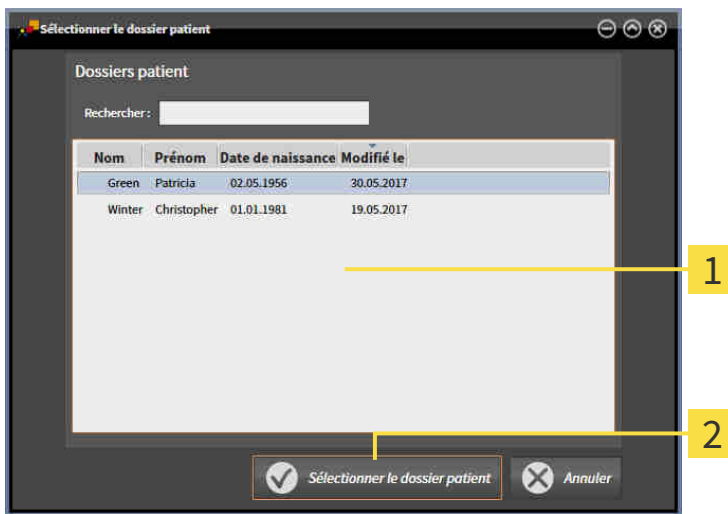 Sélectionner le dossier patient
Dossiers patient
Rechercher :
Nom Prénom Date de naissance Modifié le
Green Patricia 02.05.1956 30.05.2017
Winter Christopher 01.01.1981 19.05.2017
1
2
Sélectionner le dossier patient Annuler